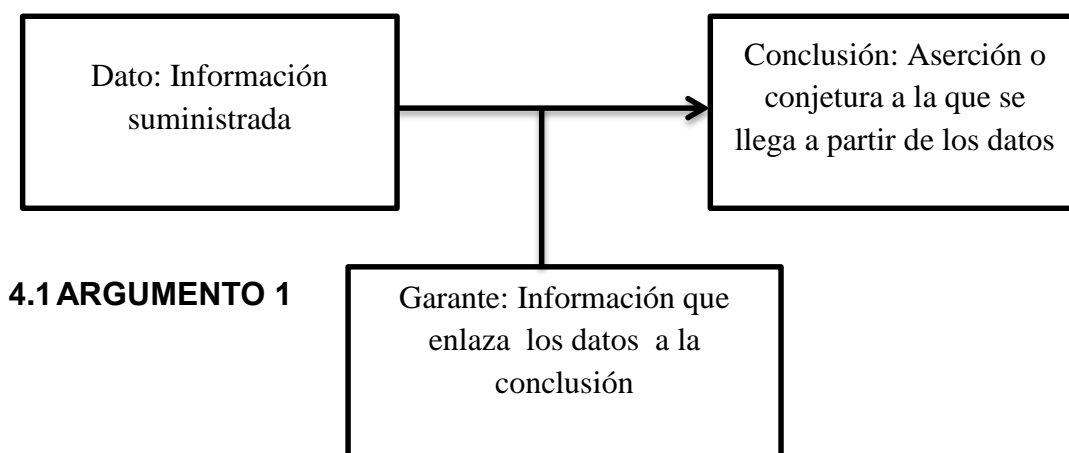 Dato: Información
suministrada
Conclusión: Aserción o
conjetura a la que se
llega a partir de los datos
4.1 ARGUMENTO 1
Garante: Información que
enlaza los datos a la
conclusión